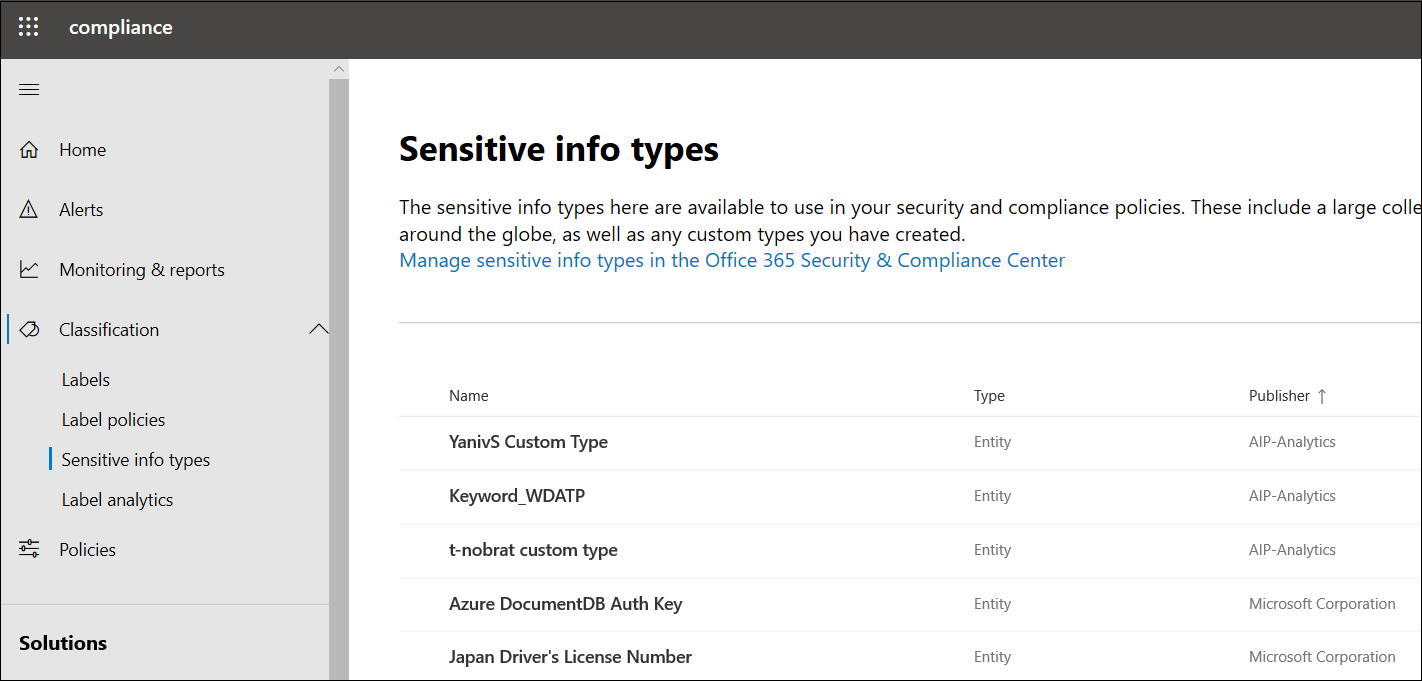 compliance
Home
Alerts
Monitoring & reports
Classification
Labels
Label policies
Sensitive info types
Label analytics
Policies
Solutions
Sensitive info types
The sensitive info types here are available to use in your security and compliance policies. These include a large
around the globe, as well as any custom types you have created.
Manage sensitive info types in the Office 365 Security & Compliance Center
Name Type Publisher ↑
YanivS Custom Type Entity AIP-Analytics
Keyword_WDATP Entity AIP-Analytics
t-nobrat custom type Entity AIP-Analytics
Azure DocumentDB Auth Key Entity Microsoft Corporation
Japan Driver's License Number Entity Microsoft Corporation